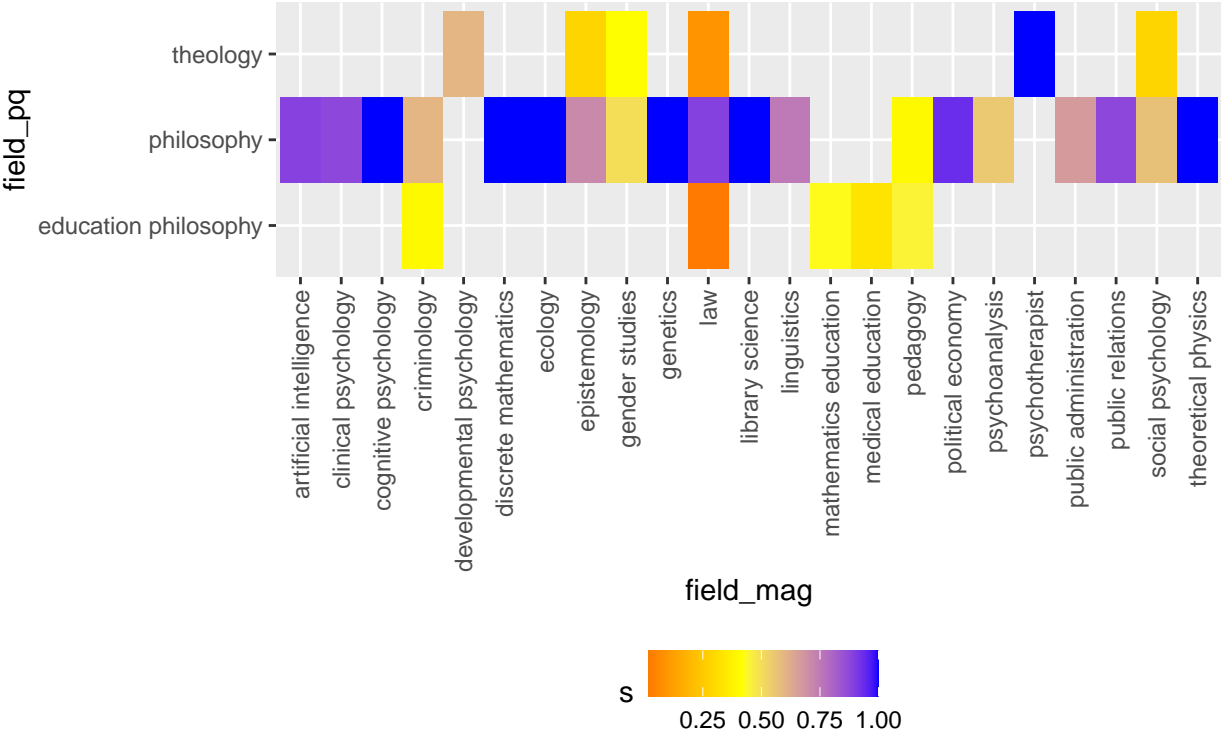 field_pq
theology
philosophy
education philosophy
artificial intelligence
clinical psychology
cognitive psychology
criminology
developmental psychology
discrete mathematics
ecology
epistemology
gender studies
genetics
law
library science
linguistics
mathematics education
medical education
pedagogy
political economy
psychoanalysis
psychotherapist
public administration
public relations
social psychology
theoretical physics
field_mag
s
0.25 0.50 0.75 1.00